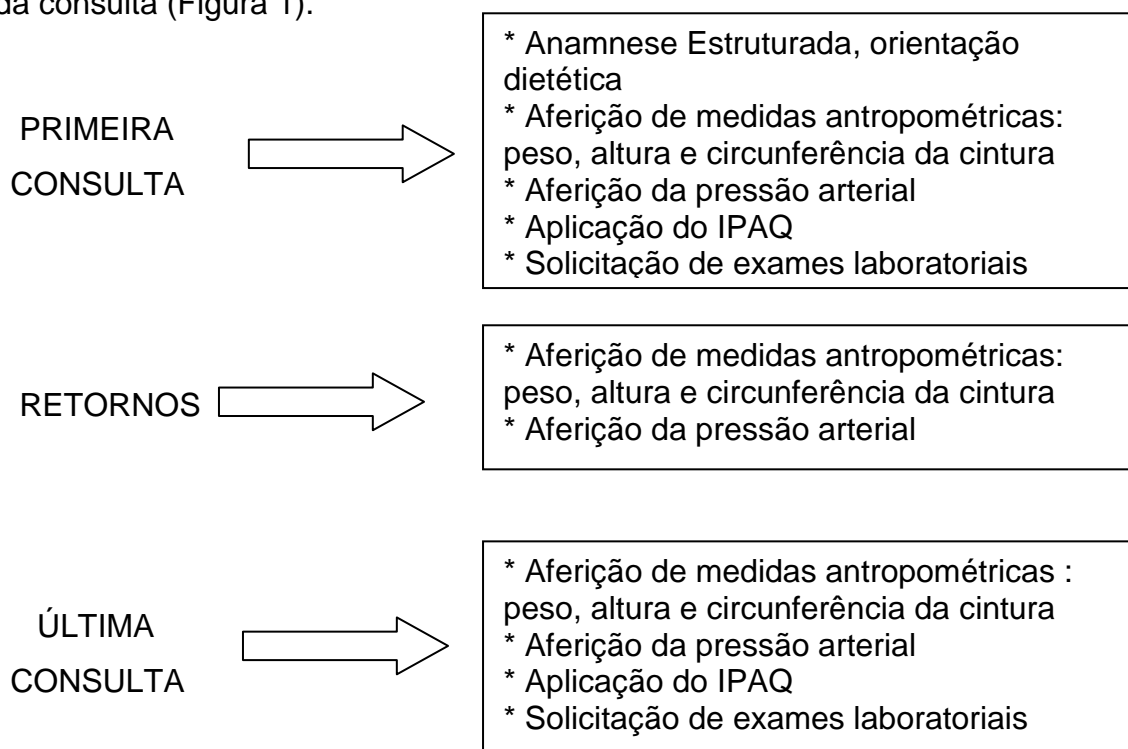 da consulta (Figura 1).
PRIMEIRA
CONSULTA
* Anamnese Estruturada, orientação
dietética
* Aferição de medidas antropométricas:
peso, altura e circunferência da cintura
* Aferição da pressão arterial
* Aplicação do IPAQ
* Solicitação de exames laboratoriais
RETORNOS
* Aferição de medidas antropométricas:
peso, altura e circunferência da cintura
* Aferição da pressão arterial
ÚLTIMA
CONSULTA
* Aferição de medidas antropométricas :
peso, altura e circunferência da cintura
* Aferição da pressão arterial
* Aplicação do IPAQ
* Solicitação de exames laboratoriais